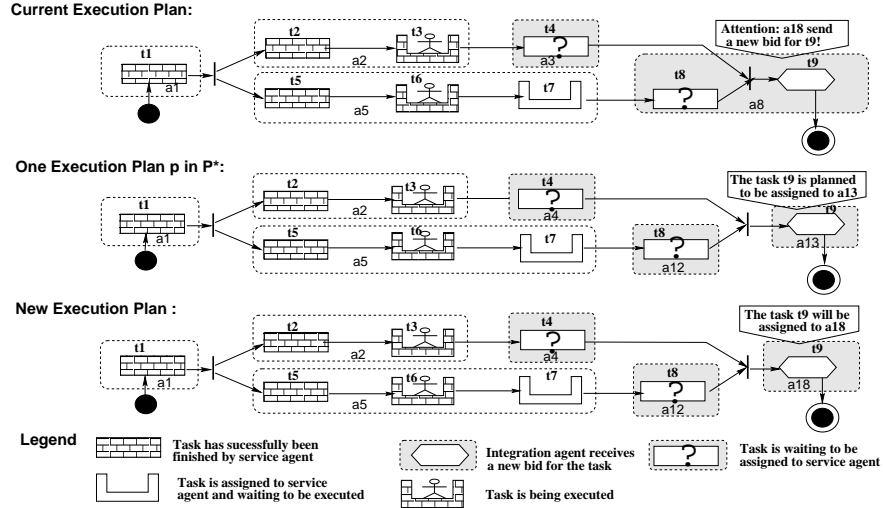 Current Execution Plan:
t1
a1
t2
a2
t3
t4
a3
Attention: a18 send
a new bid for t9!
t9
t5
a5
t6
t7
t8
a8
One Execution Plan p in P*:
t1
a1
t2
a2
t3
t4
a4
The task t9 is planned
to be assigned to a13
t9
a13
t5
a5
t6
t7
t8
a12
New Execution Plan :
t1
a1
t2
a2
t3
t4
a4
The task t9 will be
assigned to a18
t9
a18
t5
a5
t6
t7
t8
a12
Legend
Task has sucessfully been
finished by service agent
Integration agent receives
a new bid for the task
Task is waiting to be
assigned to service agent
Task is assigned to service
agent and waiting to be executed
Task is being executed